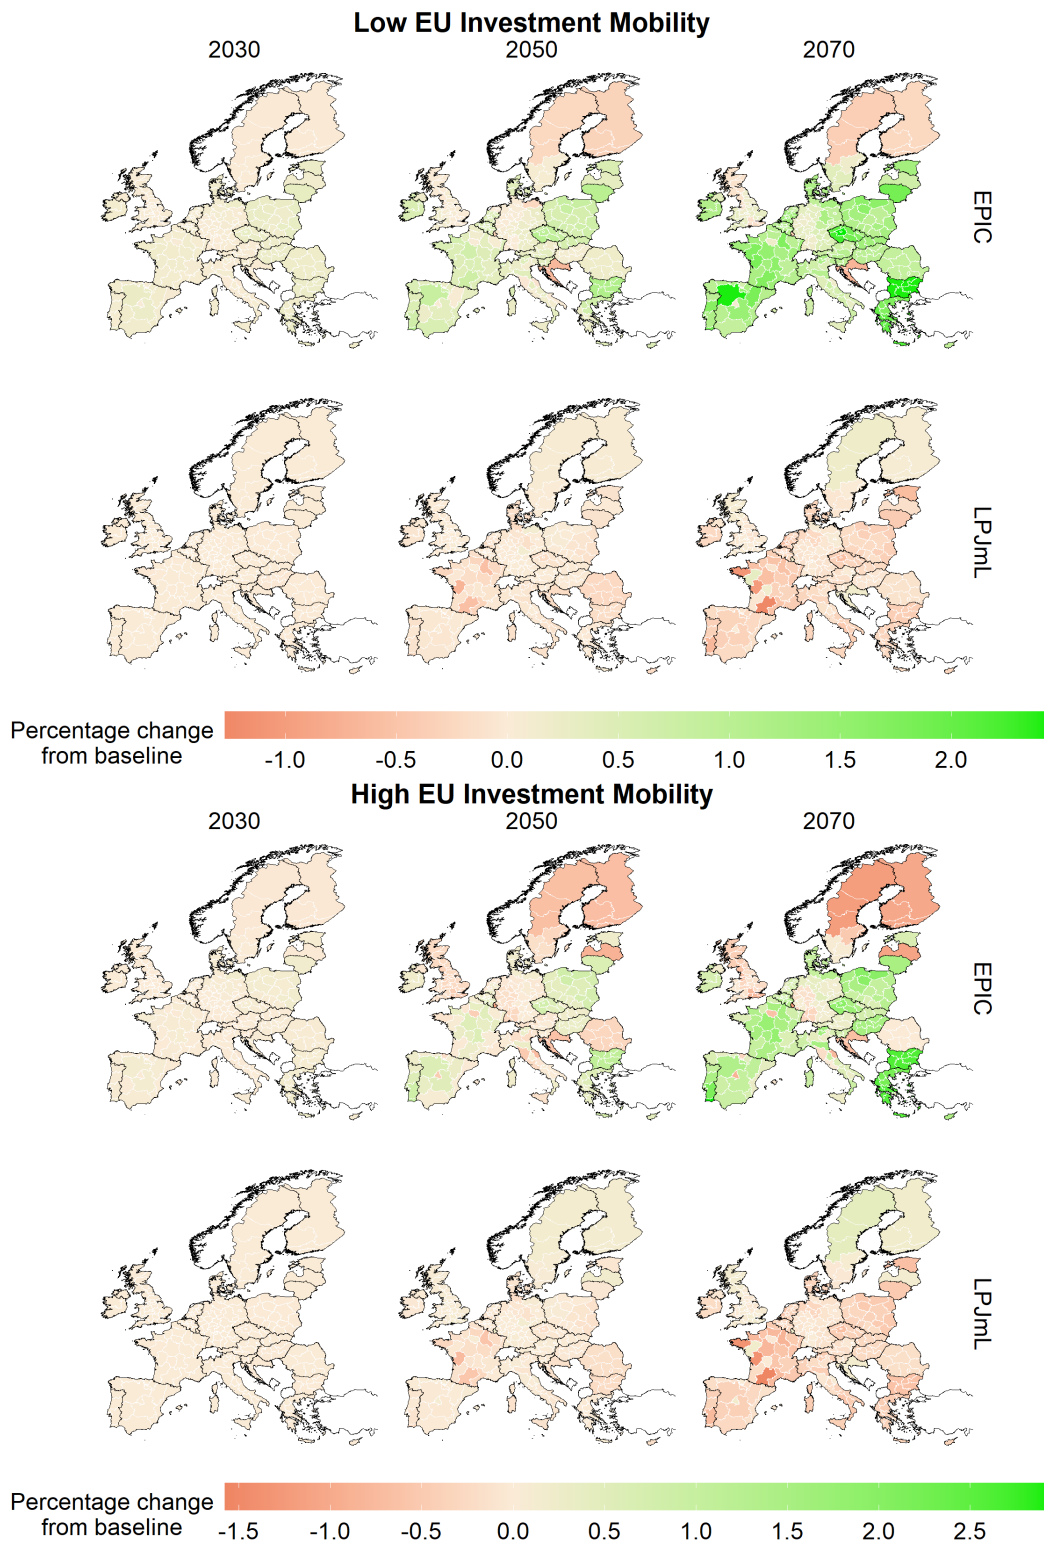 Low EU Investment Mobility
2030 2050 2070
EPIC
LPJmL
Percentage change
from baseline
-1.0 -0.5 0.0 0.5 1.0 1.5 2.0
High EU Investment Mobility
2030 2050 2070
EPIC
LPJmL
Percentage change
from baseline
-1.5 -1.0 -0.5 0.0 0.5 1.0 1.5 2.0 2.5